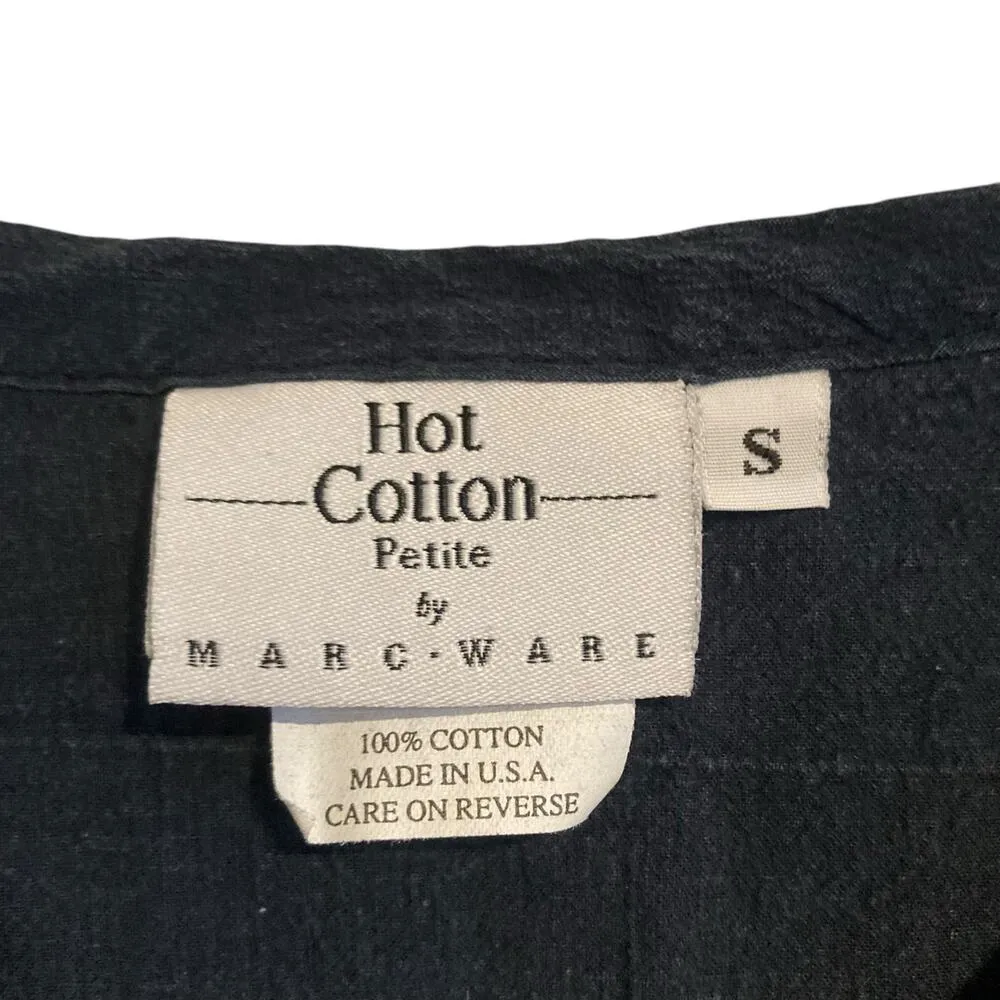 Hot
Cotton
Petite
by
MARC·WARE
S
100% COTTON
MADE IN U.S.A.
CARE ON REVERSE